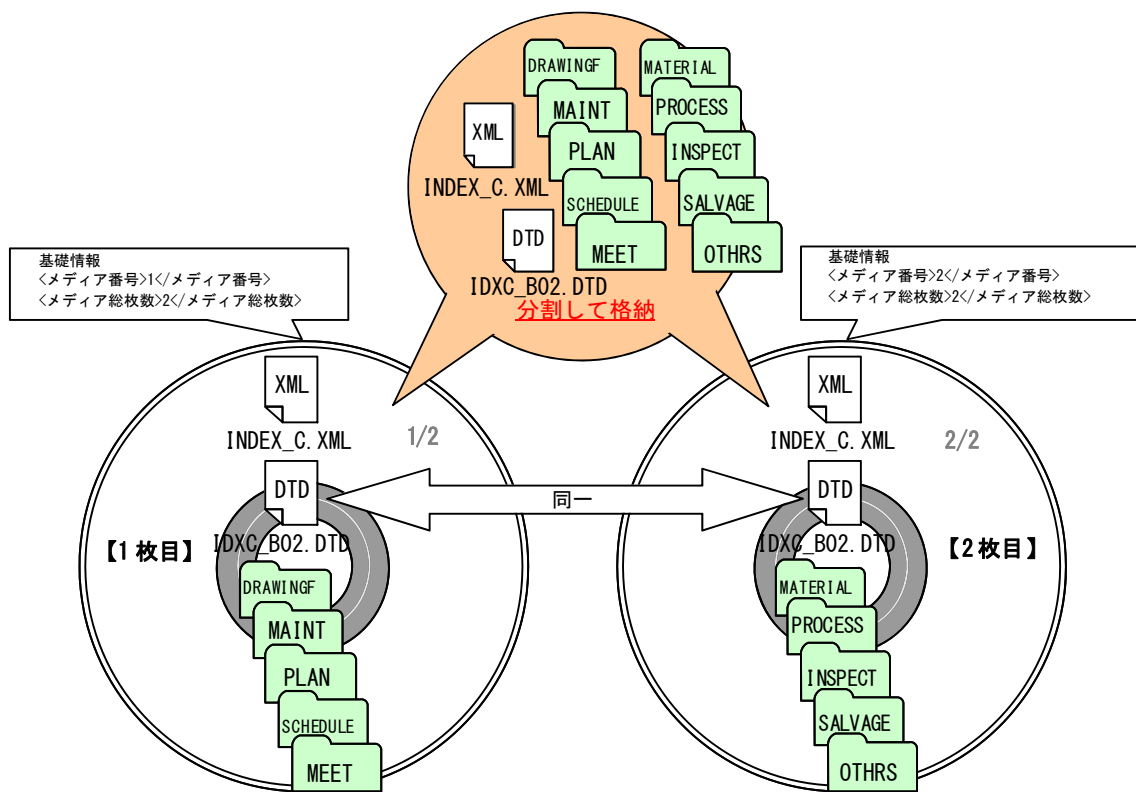 DRAWINGF
MAINT
PLAN
SCHEDULE
MEET
MATERIAL
PROCESS
INSPECT
SALVAGE
OTHRS
XML
INDEX_C.XML
DTD
IDXC_B02.DTD
分割して格納
基礎情報
<メディア番号>1</メディア番号>
<メディア総枚数>2</メディア総枚数>
基礎情報
<メディア番号>2</メディア番号>
<メディア総枚数>2</メディア総枚数>
XML
INDEX_C.XML
1/2
DTD
IDXC_B02.DTD
【1枚目】
DRAWINGF
MAINT
PLAN
SCHEDULE
MEET
同一
XML
INDEX_C.XML
2/2
DTD
IDXC_B02.DTD
【2枚目】
MATERIAL
PROCESS
INSPECT
SALVAGE
OTHRS